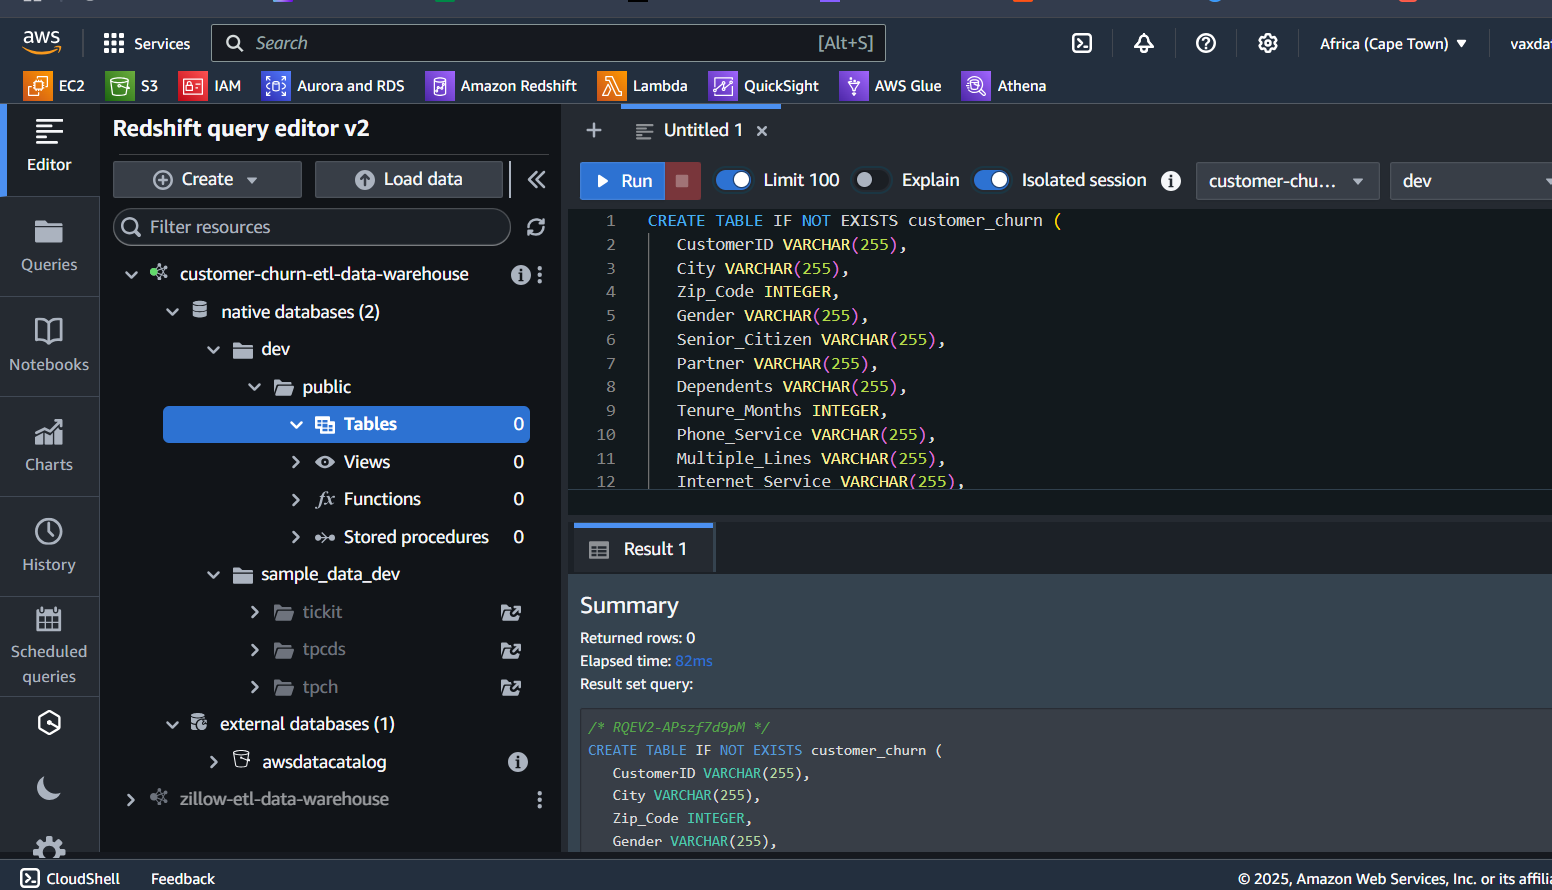 aws
Services
Search
[Alt+S]
Africa (Cape Town)
EC2
S3
IAM
Aurora and RDS
Amazon Redshift
Lambda
QuickSight
AWS Glue
Athena
Editor
Queries
Notebooks
Charts
History
Scheduled
queries
Redshift query editor v2
Create
Load data
Filter resources
customer-churn-etl-data-warehouse
native databases (2)
dev
public
Tables 0
Views 0
Functions 0
Stored procedures 0
sample_data_dev
tickit
tpcds
tpch
external databases (1)
awsdatacatalog
zillow-etl-data-warehouse
Untitled 1
Run
Limit 100
Explain
Isolated session
customer-chu...
dev
1 CREATE TABLE IF NOT EXISTS customer_churn (
2 CustomerID VARCHAR(255),
3 City VARCHAR(255),
4 Zip_Code INTEGER,
5 Gender VARCHAR(255),
6 Senior_Citizen VARCHAR(255),
7 Partner VARCHAR(255),
8 Dependents VARCHAR(255),
9 Tenure_Months INTEGER,
10 Phone_Service VARCHAR(255),
11 Multiple_Lines VARCHAR(255),
12 Internet_Service VARCHAR(255),
Result 1
Summary
Returned rows: 0
Elapsed time: 82ms
Result set query:
/* RQEV2-APszf7d9pM */
CREATE TABLE IF NOT EXISTS customer_churn (
CustomerID VARCHAR(255),
City VARCHAR(255),
Zip_Code INTEGER,
Gender VARCHAR(255),
CloudShell
Feedback
© 2025, Amazon Web Services, Inc. or its